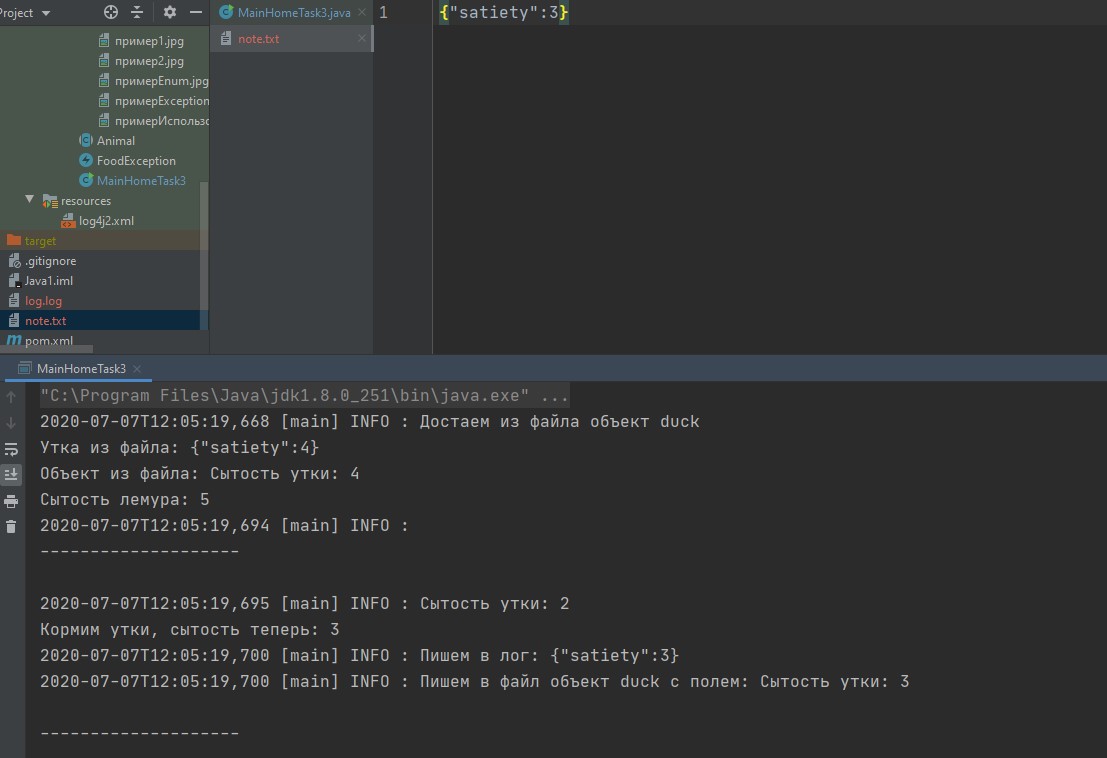 Project
пример1.jpg
пример2.jpg
примерEnum.jpg
примерException
примерИспользо
Animal
FoodException
MainHomeTask3
resources
log4j2.xml
target
.gitignore
Java1.iml
log.log
note.txt
pom.xml
MainHomeTask3.java
note.txt
1 {"satiety":3}
MainHomeTask3
"C:\Program Files\Java\jdk1.8.0_251\bin\java.exe" ...
2020-07-07T12:05:19,668 [main] INFO : Достаем из файла объект duck
Утка из файла: {"satiety":4}
Объект из файла: Сытость утки: 4
Сытость лемура: 5
2020-07-07T12:05:19,694 [main] INFO :
--------------------
2020-07-07T12:05:19,695 [main] INFO : Сытость утки: 2
Кормим утки, сытость теперь: 3
2020-07-07T12:05:19,700 [main] INFO : Пишем в лог: {"satiety":3}
2020-07-07T12:05:19,700 [main] INFO : Пишем в файл объект duck с полем: Сытость утки: 3
--------------------